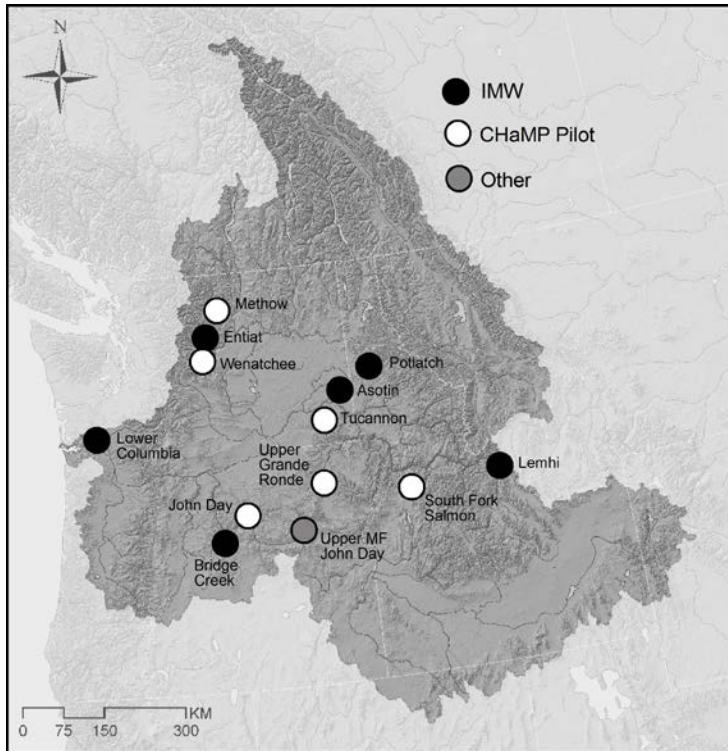 N
IMW
CHaMP Pilot
Other
Methow
Entiat
Wenatchee
Potlatch
Asotin
Tucannon
Lower
Columbia
Upper
Grande
Ronde
Lemhi
South Fork
Salmon
John Day
Upper MF
John Day
Bridge
Creek
KM
0 75 150 300